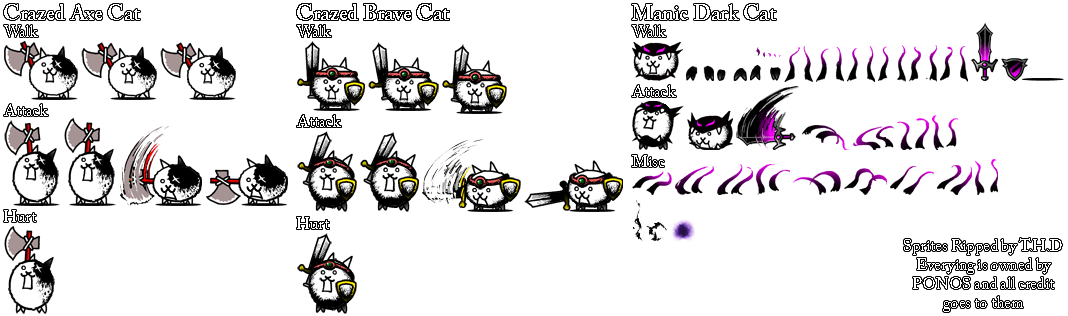 Crazed Axe Cat
Walk
Attack
Hurt
Crazed Brave Cat
Walk
Attack
Hurt
Manic Dark Cat
Walk
Attack
Misc
Sprites Ripped by T.H.D
Everying is owned by
PONOS and all credit
goes to them